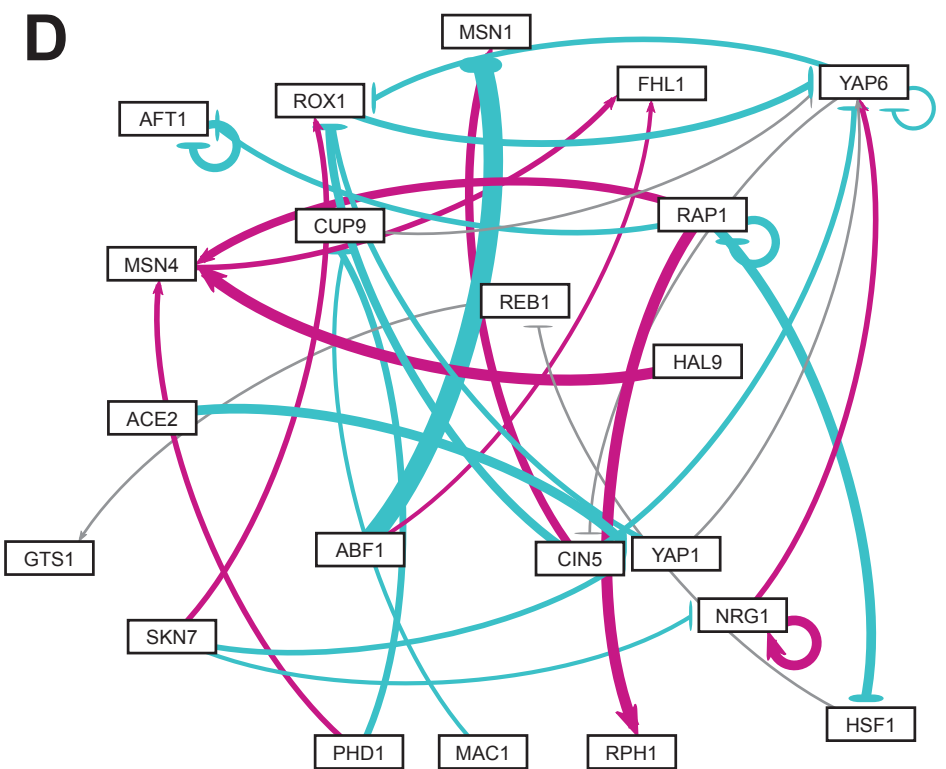 D
MSN1
FHL1
YAP6
ROX1
AFT1
CUP9
RAP1
MSN4
REB1
HAL9
ACE2
GTS1
ABF1
CIN5
YAP1
NRG1
SKN7
HSF1
PHD1
MAC1
RPH1